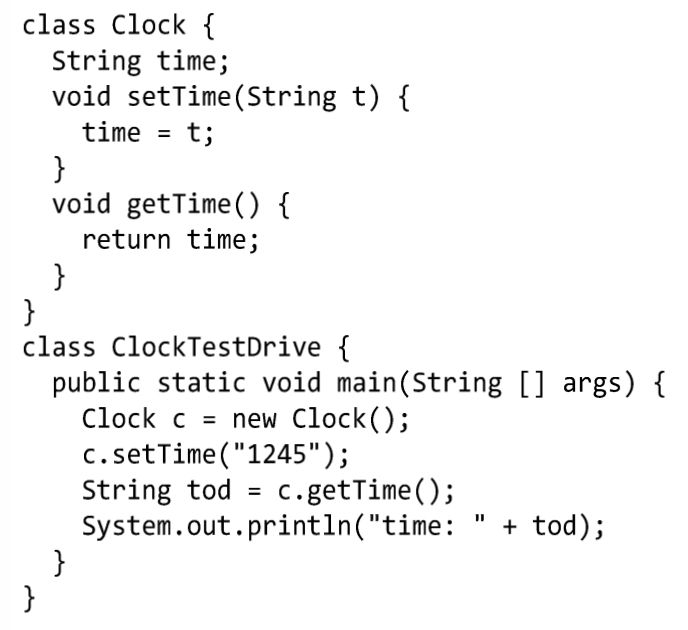 class Clock {
  String time;
  void setTime(String t) {
    time = t;
  }
  void getTime() {
    return time;
  }
}
class ClockTestDrive {
  public static void main(String [] args) {
    Clock c = new Clock();
    c.setTime("1245");
    String tod = c.getTime();
    System.out.println("time: " + tod);
  }
}